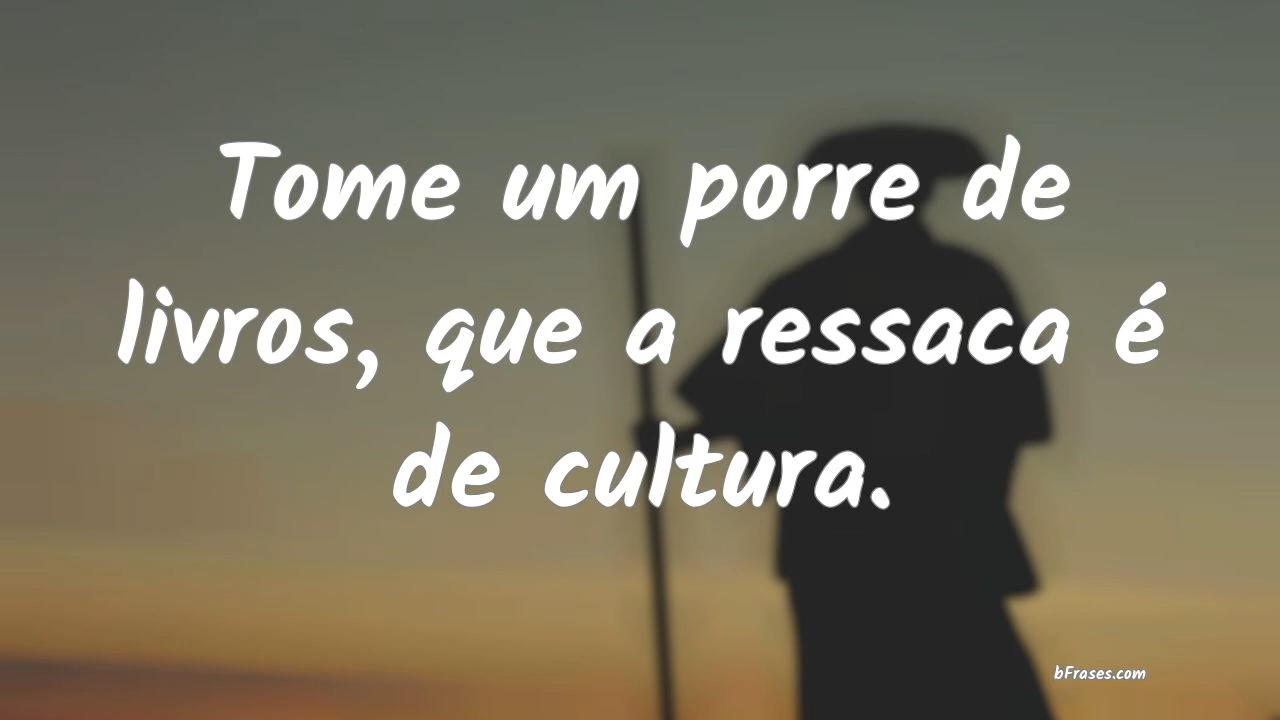 Tome um porre de
livros, que a ressaca é
de cultura.
bFrases.com